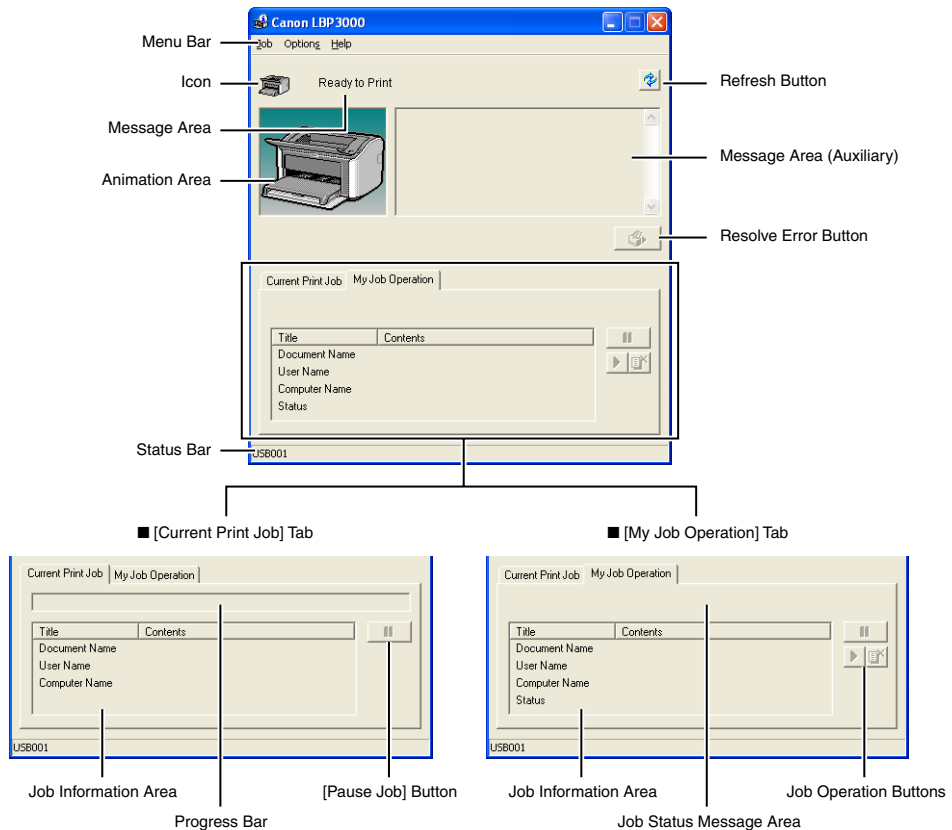 Canon LBP3000
Menu Bar
Job Options Help
Icon
Ready to Print
Refresh Button
Message Area
Message Area (Auxiliary)
Animation Area
Resolve Error Button
Current Print Job My Job Operation
Title Contents
Document Name
User Name
Computer Name
Status
Status Bar
USB001
■ [Current Print Job] Tab
■ [My Job Operation] Tab
Current Print Job My Job Operation
Title Contents
Document Name
User Name
Computer Name
USB001
Job Information Area
[Pause Job] Button
Progress Bar
Current Print Job My Job Operation
Title Contents
Document Name
User Name
Computer Name
Status
USB001
Job Information Area
Job Operation Buttons
Job Status Message Area